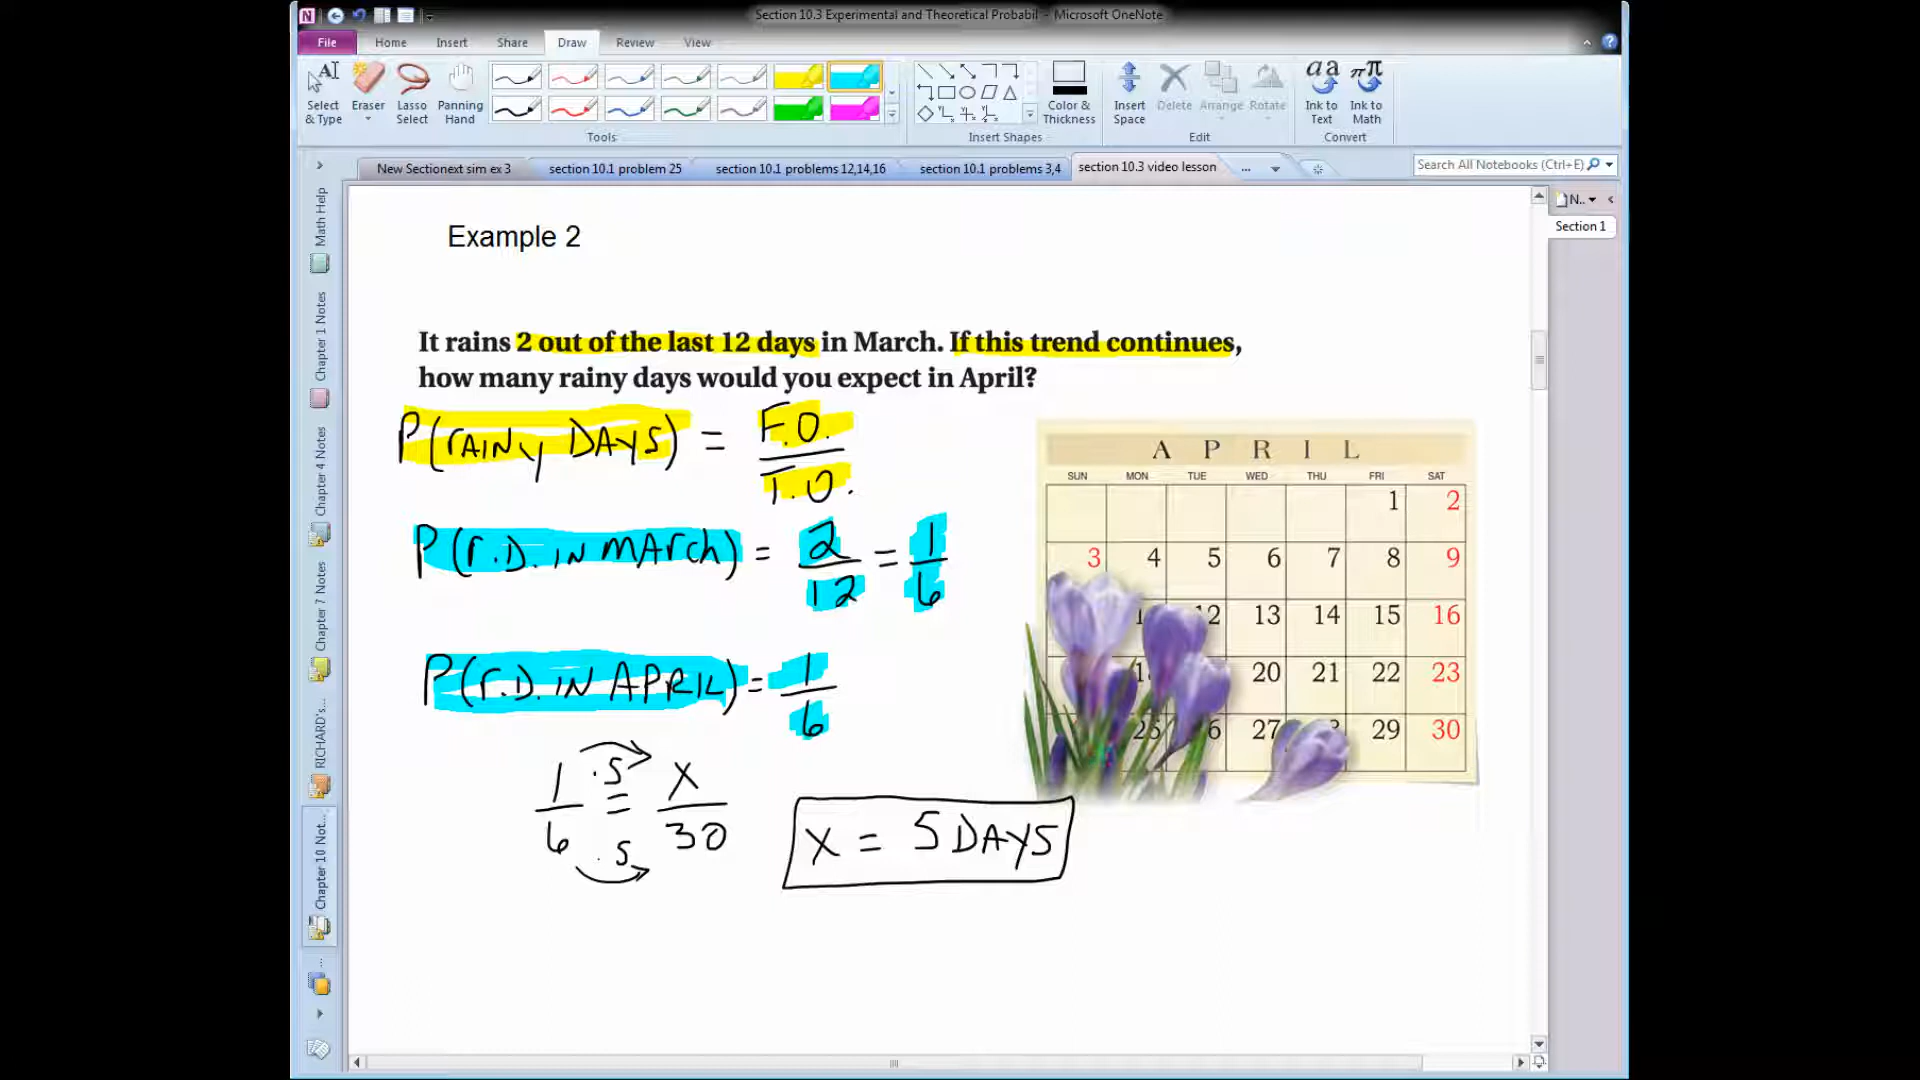 Section 10.3 Experimental and Theoretical Probabil - Microsoft OneNote
File Home Insert Share Draw Review View
Select & Type
Eraser
Lasso Select
Panning Hand
Color & Thickness
Insert Space
Delete
Arrange
Rotate
Ink to Text
Ink to Math
Tools
Insert Shapes
Edit
Convert
New Sectionext sim ex 3
section 10.1 problem 25
section 10.1 problems 12,14,16
section 10.1 problems 3,4
section 10.3 video lesson
...
Search All Notebooks (Ctrl+E)
N..
Section 1
Math Help
Chapter 1 Notes
Chapter 4 Notes
Chapter 7 Notes
RICHARD's...
Chapter 10 Not...
Example 2
It rains 2 out of the last 12 days in March. If this trend continues,
how many rainy days would you expect in April?
P(RAINY DAYS) = F.O. / T.O.
P(r.D. IN MARCH) = 2/12 = 1/6
P(r.D. IN APRIL) = 1/6
1/6 = X/30
.5
.5
X = 5 DAYS
APRIL
SUN MON TUE WED THU FRI SAT
1 2
3 4 5 6 7 8 9
12 13 14 15 16
20 21 22 23
25 27 29 30